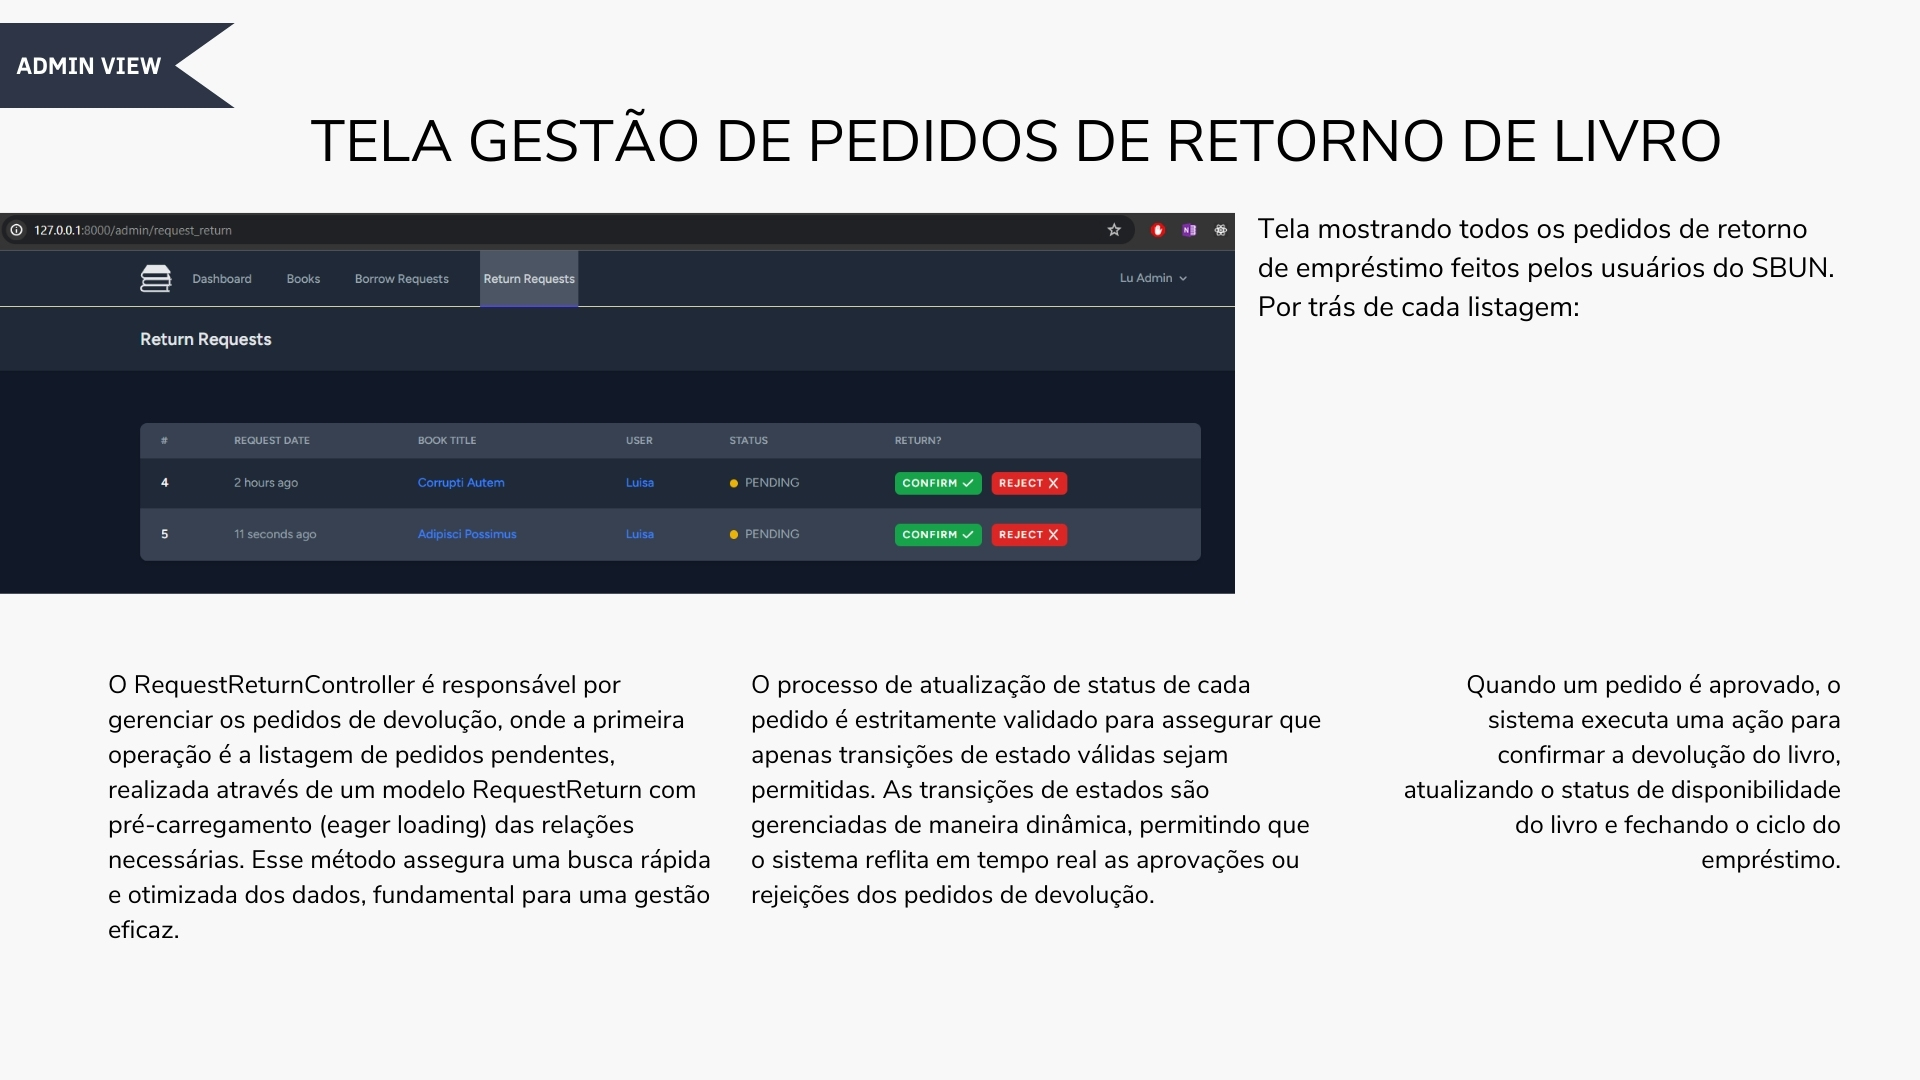 ADMIN VIEW
TELA GESTÃO DE PEDIDOS DE RETORNO DE LIVRO
127.0.0.1:8000/admin/request_return
Dashboard Books Borrow Requests Return Requests Lu Admin
Return Requests
# REQUEST DATE BOOK TITLE USER STATUS RETURN?
4 2 hours ago Corrupti Autem Luisa PENDING CONFIRM ✓ REJECT X
5 11 seconds ago Adipisci Possimus Luisa PENDING CONFIRM ✓ REJECT X
Tela mostrando todos os pedidos de retorno
de empréstimo feitos pelos usuários do SBUN.
Por trás de cada listagem:
O RequestReturnController é responsável por
gerenciar os pedidos de devolução, onde a primeira
operação é a listagem de pedidos pendentes,
realizada através de um modelo RequestReturn com
pré-carregamento (eager loading) das relações
necessárias. Esse método assegura uma busca rápida
e otimizada dos dados, fundamental para uma gestão
eficaz.
O processo de atualização de status de cada
pedido é estritamente validado para assegurar que
apenas transições de estado válidas sejam
permitidas. As transições de estados são
gerenciadas de maneira dinâmica, permitindo que
o sistema reflita em tempo real as aprovações ou
rejeições dos pedidos de devolução.
Quando um pedido é aprovado, o
sistema executa uma ação para
confirmar a devolução do livro,
atualizando o status de disponibilidade
do livro e fechando o ciclo do
empréstimo.